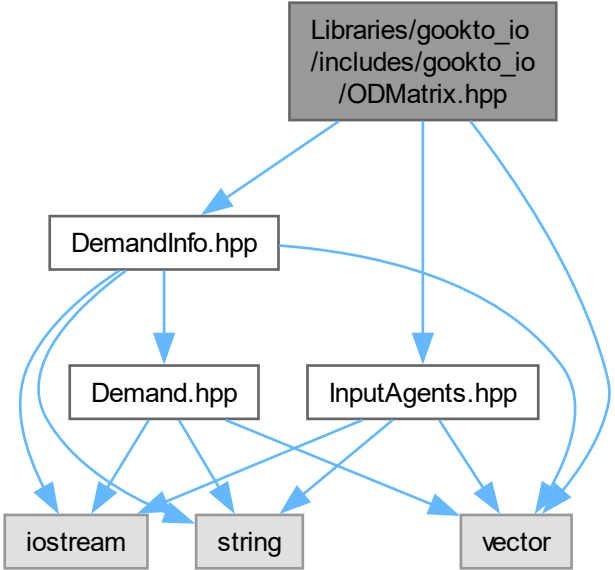 Libraries/gookto_io
/includes/gookto_io
/ODMatrix.hpp
DemandInfo.hpp
Demand.hpp
InputAgents.hpp
iostream
string
vector